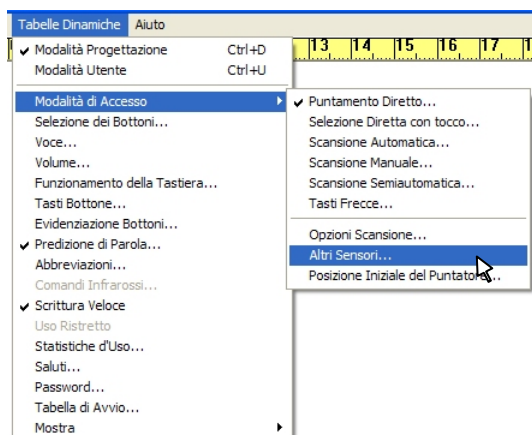 Tabelle Dinamiche Aiuto
13 14 15 16 17
Modalità Progettazione Ctrl+D
Modalità Utente Ctrl+U
Modalità di Accesso
Selezione dei Bottoni...
Voce...
Volume...
Funzionamento della Tastiera...
Tasti Bottone...
Evidenziazione Bottoni...
Predizione di Parola...
Abbreviazioni...
Comandi Infrarossi...
Scrittura Veloce
Uso Ristretto
Statistiche d'Uso...
Saluti...
Password...
Tabella di Avvio...
Mostra
Puntamento Diretto...
Selezione Diretta con tocco...
Scansione Automatica...
Scansione Manuale...
Scansione Semiautomatica...
Tasti Frecce...
Opzioni Scansione...
Altri Sensori...
Posizione Iniziale del Puntatore...